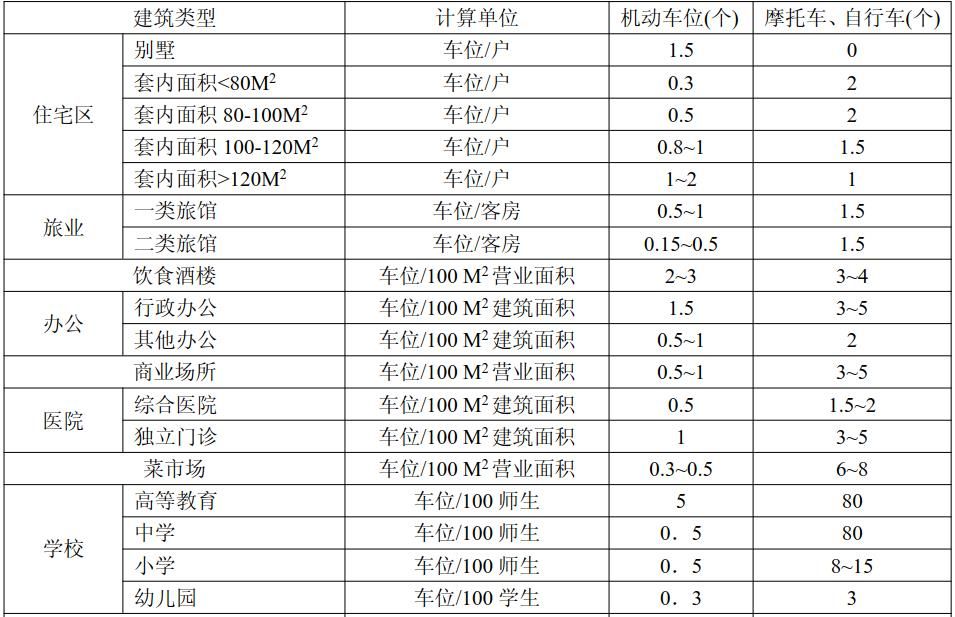 建筑类型 计算单位 机动车位(个) 摩托车、自行车(个)
住宅区 别墅 车位/户 1.5 0
套内面积<80M² 车位/户 0.3 2
套内面积 80-100M² 车位/户 0.5 2
套内面积 100-120M² 车位/户 0.8~1 1.5
套内面积>120M² 车位/户 1~2 1
旅业 一类旅馆 车位/客房 0.5~1 1.5
二类旅馆 车位/客房 0.15~0.5 1.5
饮食酒楼 车位/100 M²营业面积 2~3 3~4
办公 行政办公 车位/100 M²建筑面积 1.5 3~5
其他办公 车位/100 M²建筑面积 0.5~1 2
商业场所 车位/100 M²营业面积 0.5~1 3~5
医院 综合医院 车位/100 M²建筑面积 0.5 1.5~2
独立门诊 车位/100 M²建筑面积 1 3~5
菜市场 车位/100 M²营业面积 0.3~0.5 6~8
学校 高等教育 车位/100 师生 5 80
中学 车位/100 师生 0．5 80
小学 车位/100 师生 0．5 8~15
幼儿园 车位/100 学生 0．3 3